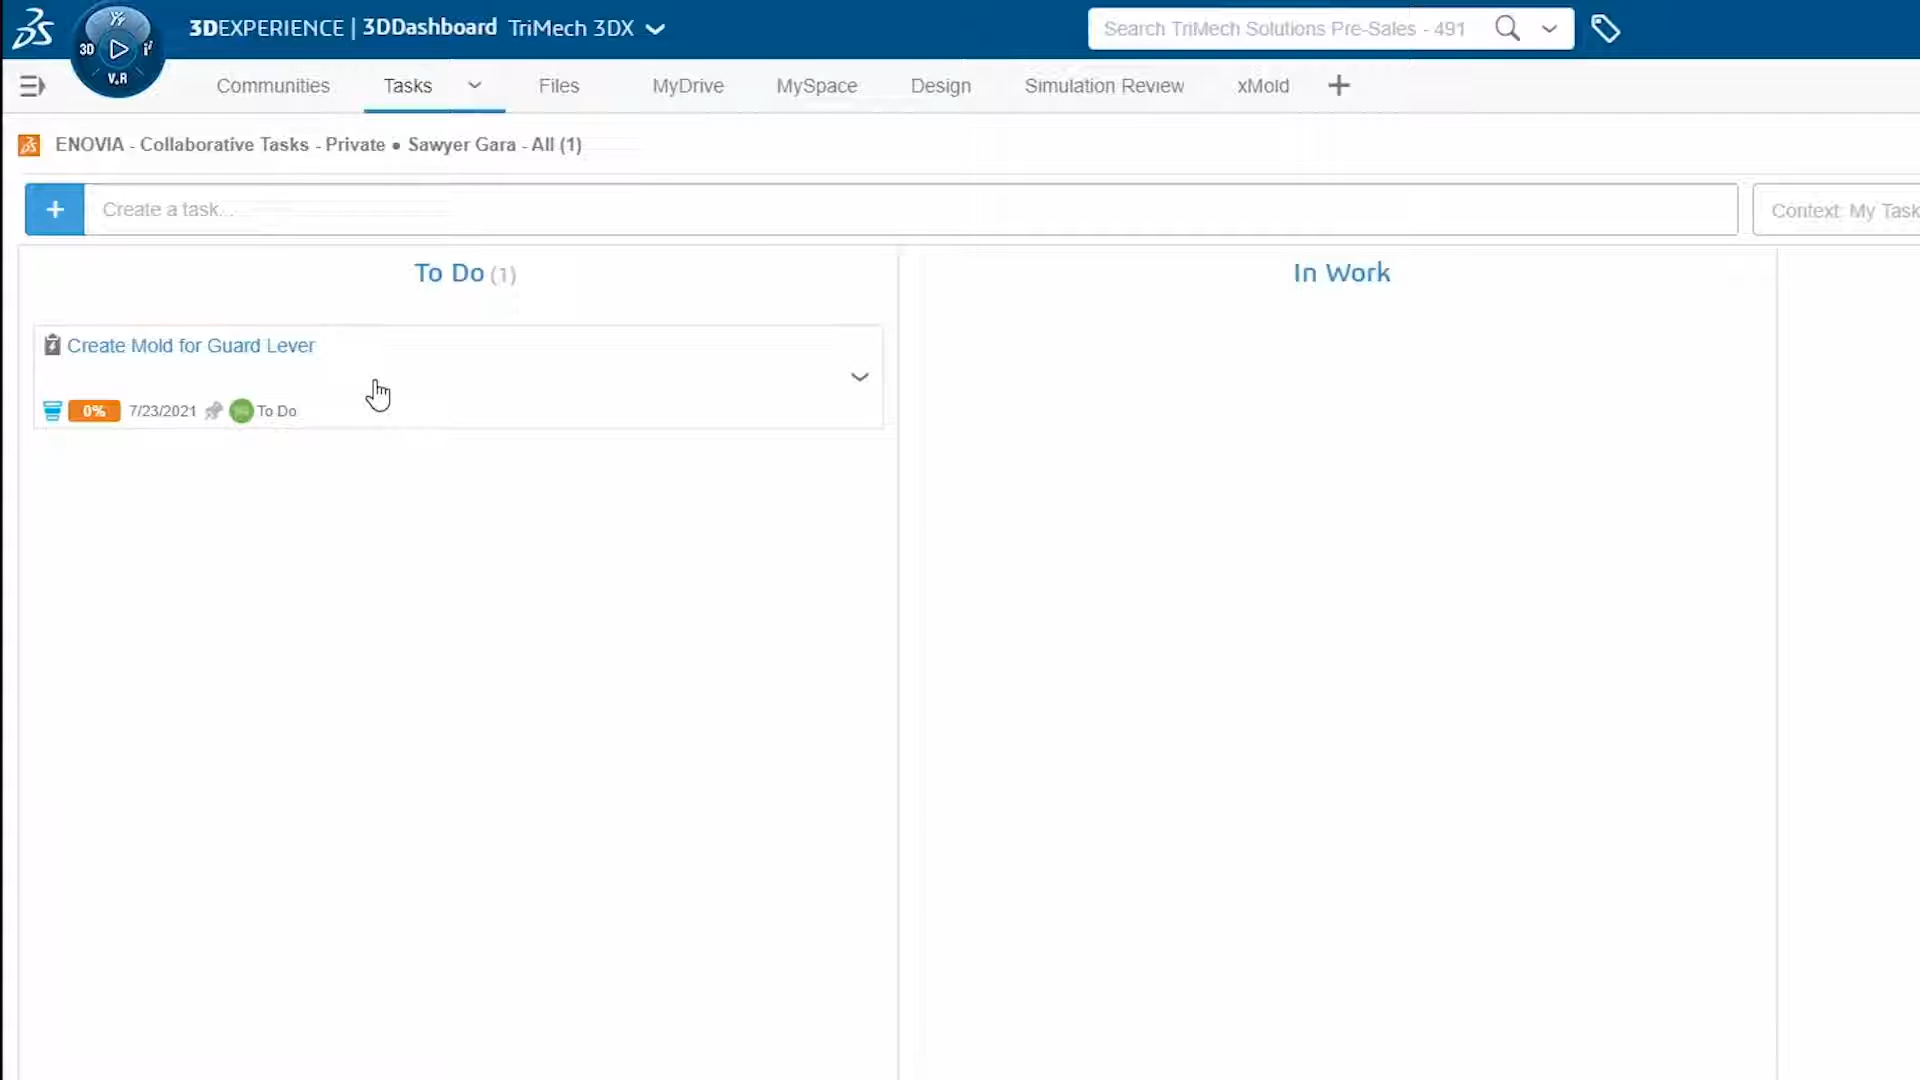 3DEXPERIENCE | 3DDashboard TriMech 3DX
Search TriMech Solutions Pre-Sales - 491
3D
V.R
Communities Tasks Files MyDrive MySpace Design Simulation Review xMold
ENOVIA - Collaborative Tasks - Private • Sawyer Gara - All (1)
Create a task...
Context: My Task
To Do (1)
In Work
Create Mold for Guard Lever
0% 7/23/2021 To Do